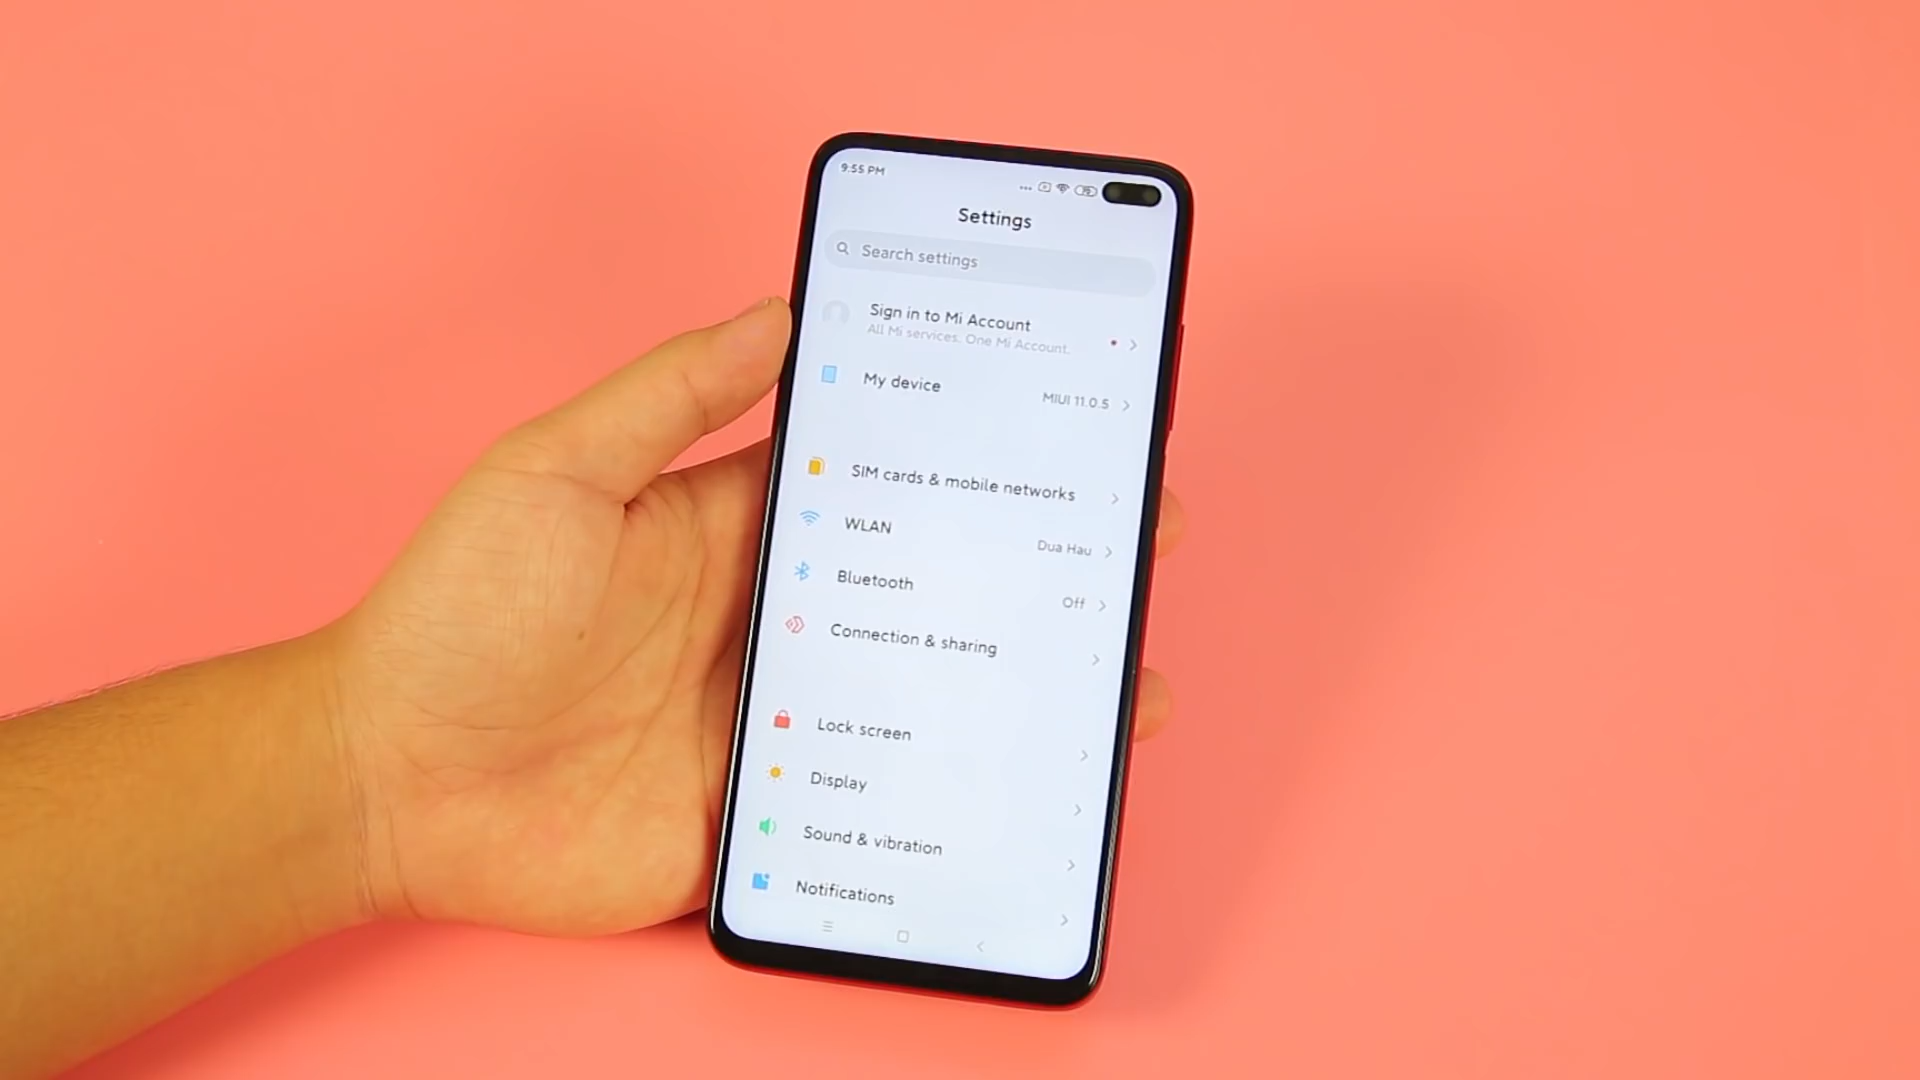 9:55 PM
Settings
Search settings
Sign in to Mi Account
All Mi services. One Mi Account.
My device
MIUI 11.0.5
SIM cards & mobile networks
WLAN
Dua Hau
Bluetooth
Off
Connection & sharing
Lock screen
Display
Sound & vibration
Notifications